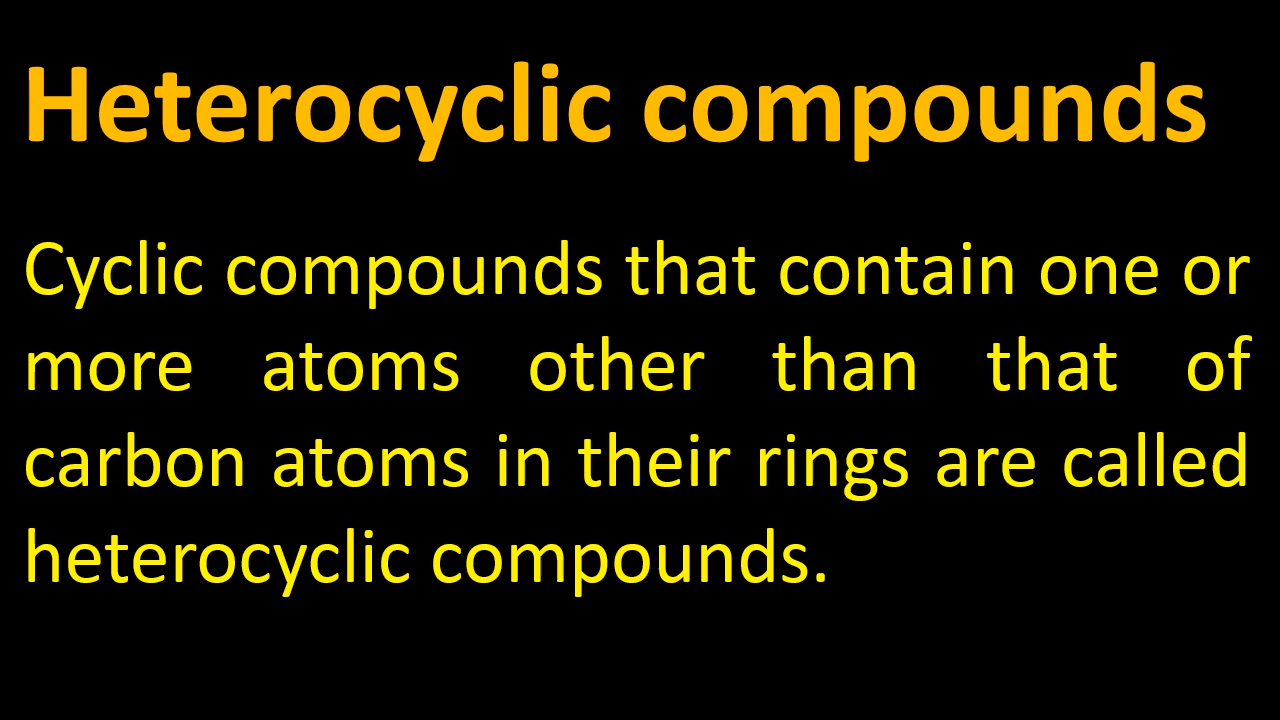 Heterocyclic compounds
Cyclic compounds that contain one or
more atoms other than that of
carbon atoms in their rings are called
heterocyclic compounds.